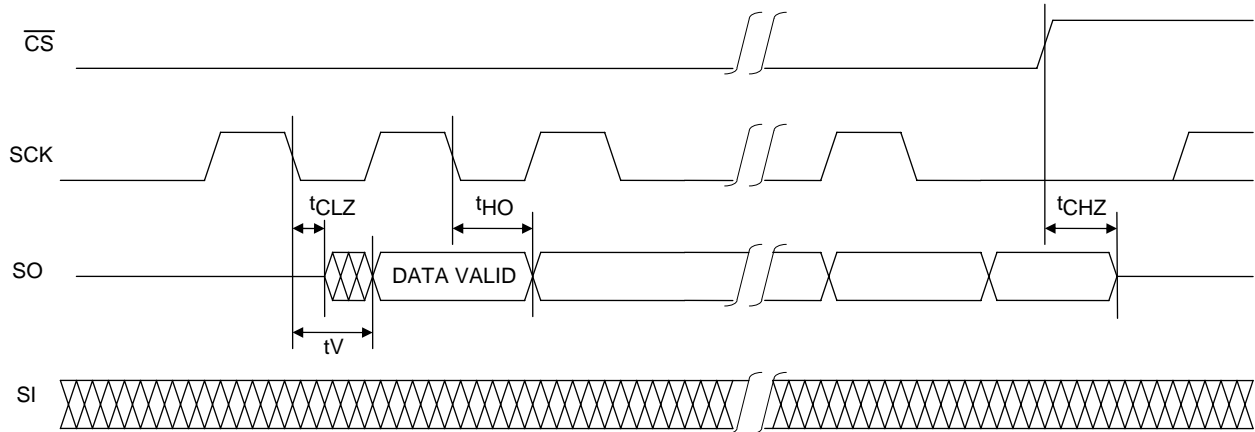 CS
SCK
tCLZ
tHO
tCHZ
SO
DATA VALID
tV
SI